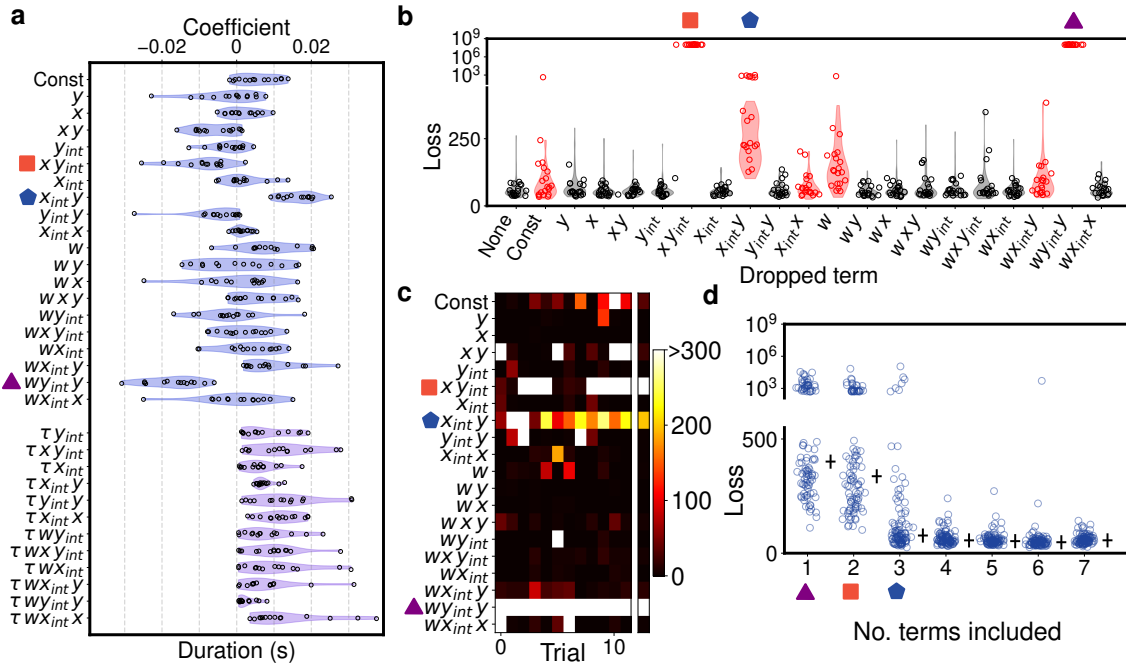 a
Coefficient
−0.02 0 0.02
Const
y
x
x y
y_int
x y_int
x_int
x_int y
y_int y
x_int x
w
w y
w x
w x y
wy_int
wx y_int
wx_int
wx_int y
wy_int y
wx_int x
τ y_int
τ x y_int
τ x_int
τ x_int y
τ y_int y
τ x_int x
τ wy_int
τ wx y_int
τ wx_int
τ wx_int y
τ wy_int y
τ wx_int x
Duration (s)
b
10^9
10^6
10^3
250
0
Loss
None
Const
y
x
x y
y_int
x y_int
x_int
x_int y
y_int y
x_int x
w
w y
w x
w x y
wy_int
wx y_int
wx_int
wx_int y
wy_int y
wx_int x
Dropped term
c
Const
y
x
x y
y_int
x y_int
x_int
x_int y
y_int y
x_int x
w
w y
w x
w x y
wy_int
wx y_int
wx_int
wx_int y
wy_int y
wx_int x
0 10
Trial
>300
200
100
0
d
10^9
10^6
10^3
500
0
Loss
1 2 3 4 5 6 7
No. terms included